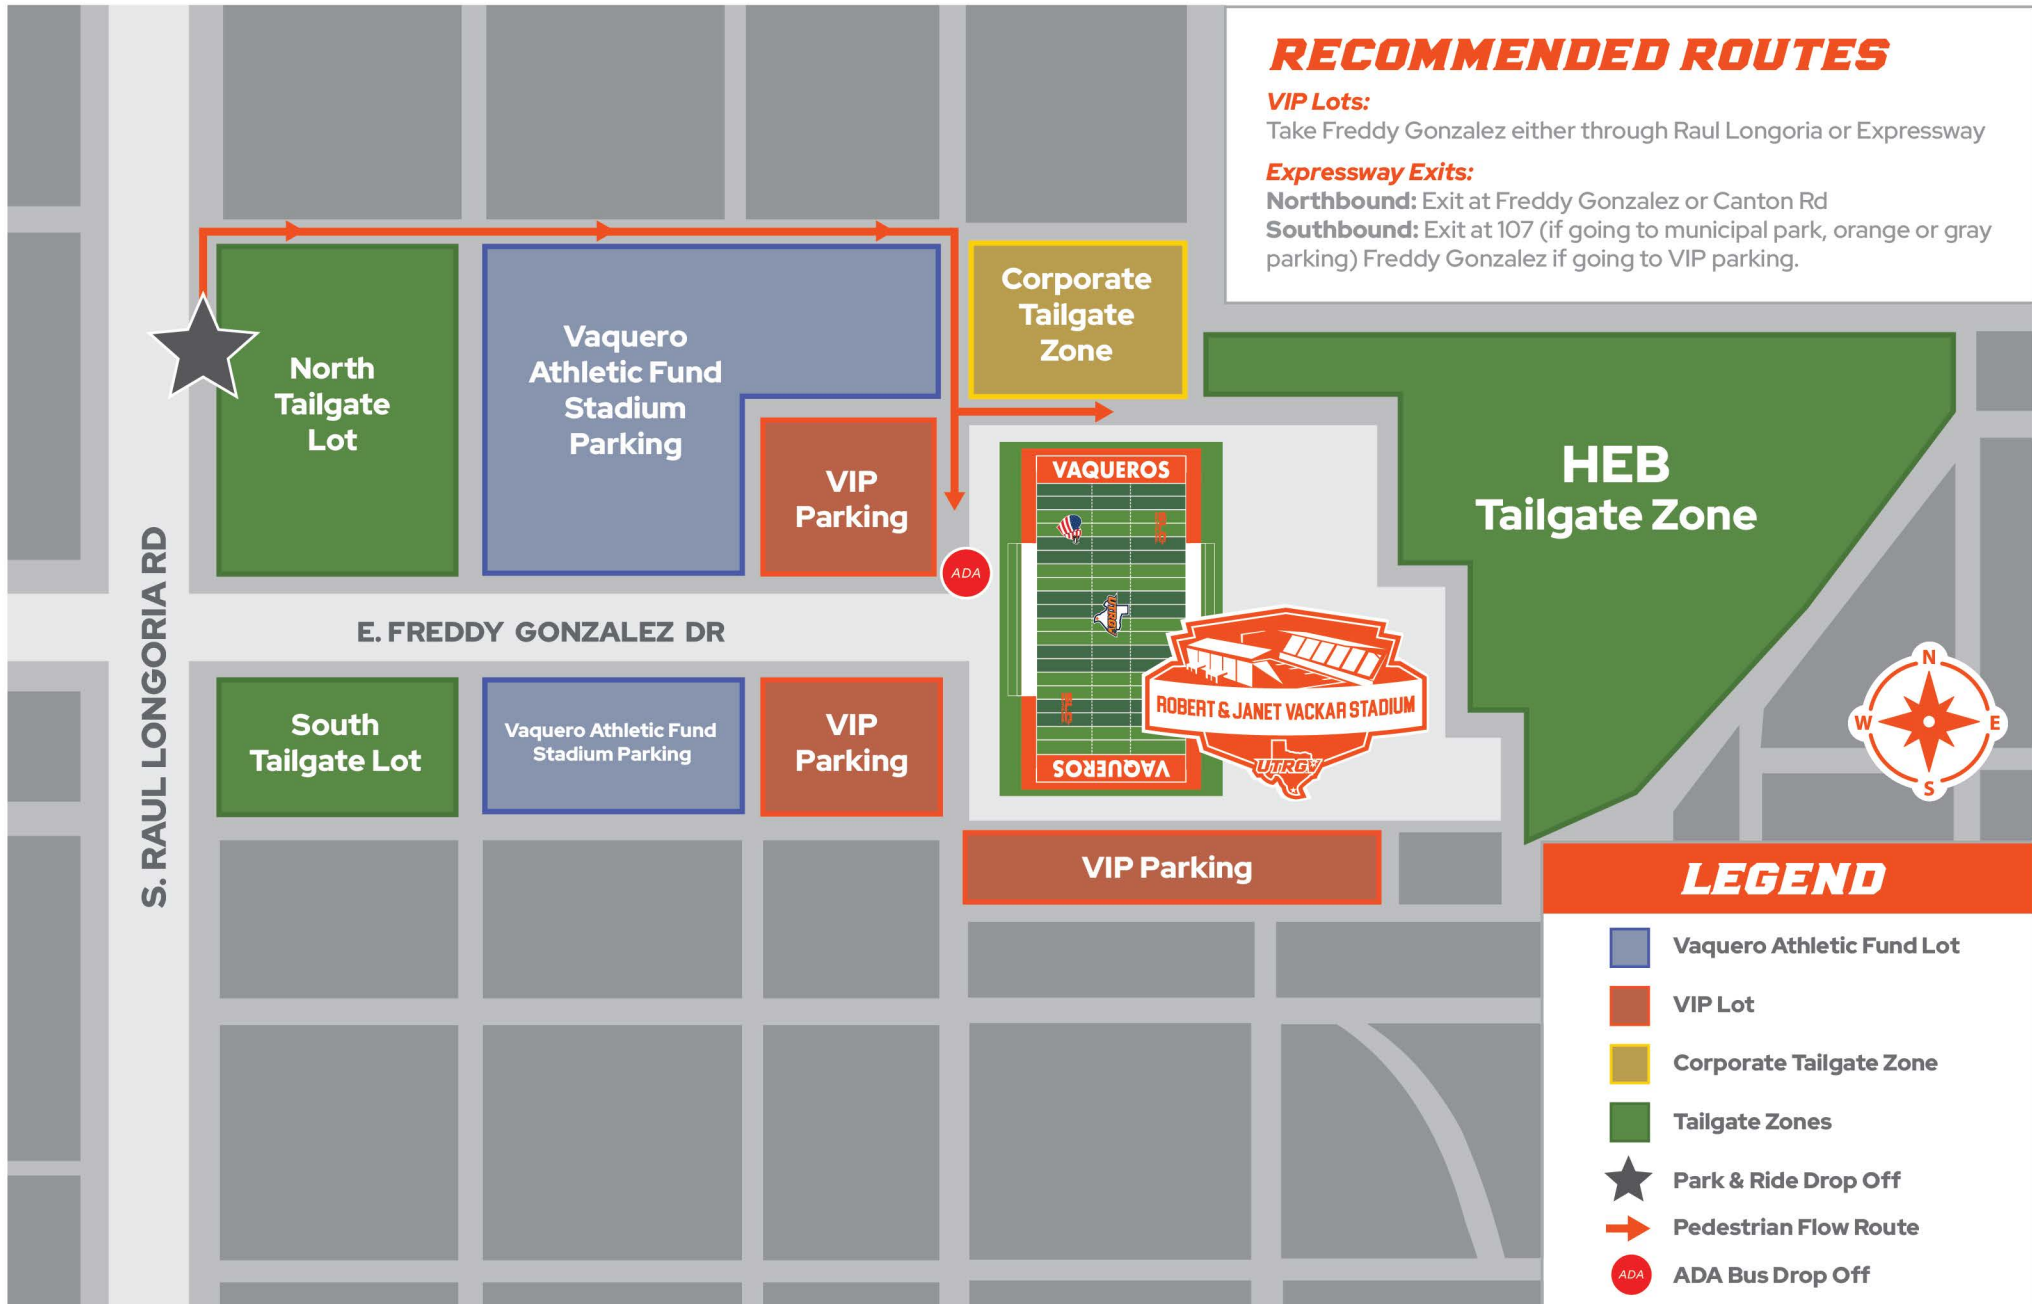 RECOMMENDED ROUTES
VIP Lots:
Take Freddy Gonzalez either through Raul Longoria or Expressway
Expressway Exits:
Northbound: Exit at Freddy Gonzalez or Canton Rd
Southbound: Exit at 107 (if going to municipal park, orange or gray
parking) Freddy Gonzalez if going to VIP parking.
Corporate
Tailgate
Zone
North
Tailgate
Lot
Vaquero
Athletic Fund
Stadium
Parking
VIP
Parking
HEB
Tailgate Zone
VAQUEROS
ADA
UTRGV
S. RAUL LONGORIA RD
E. FREDDY GONZALEZ DR
South
Tailgate Lot
Vaquero Athletic Fund
Stadium Parking
VIP
Parking
ROBERT & JANET VACKAR STADIUM
UTRGV
VAQUEROS
VIP Parking
N
W
E
S
LEGEND
Vaquero Athletic Fund Lot
VIP Lot
Corporate Tailgate Zone
Tailgate Zones
Park & Ride Drop Off
Pedestrian Flow Route
ADA
ADA Bus Drop Off